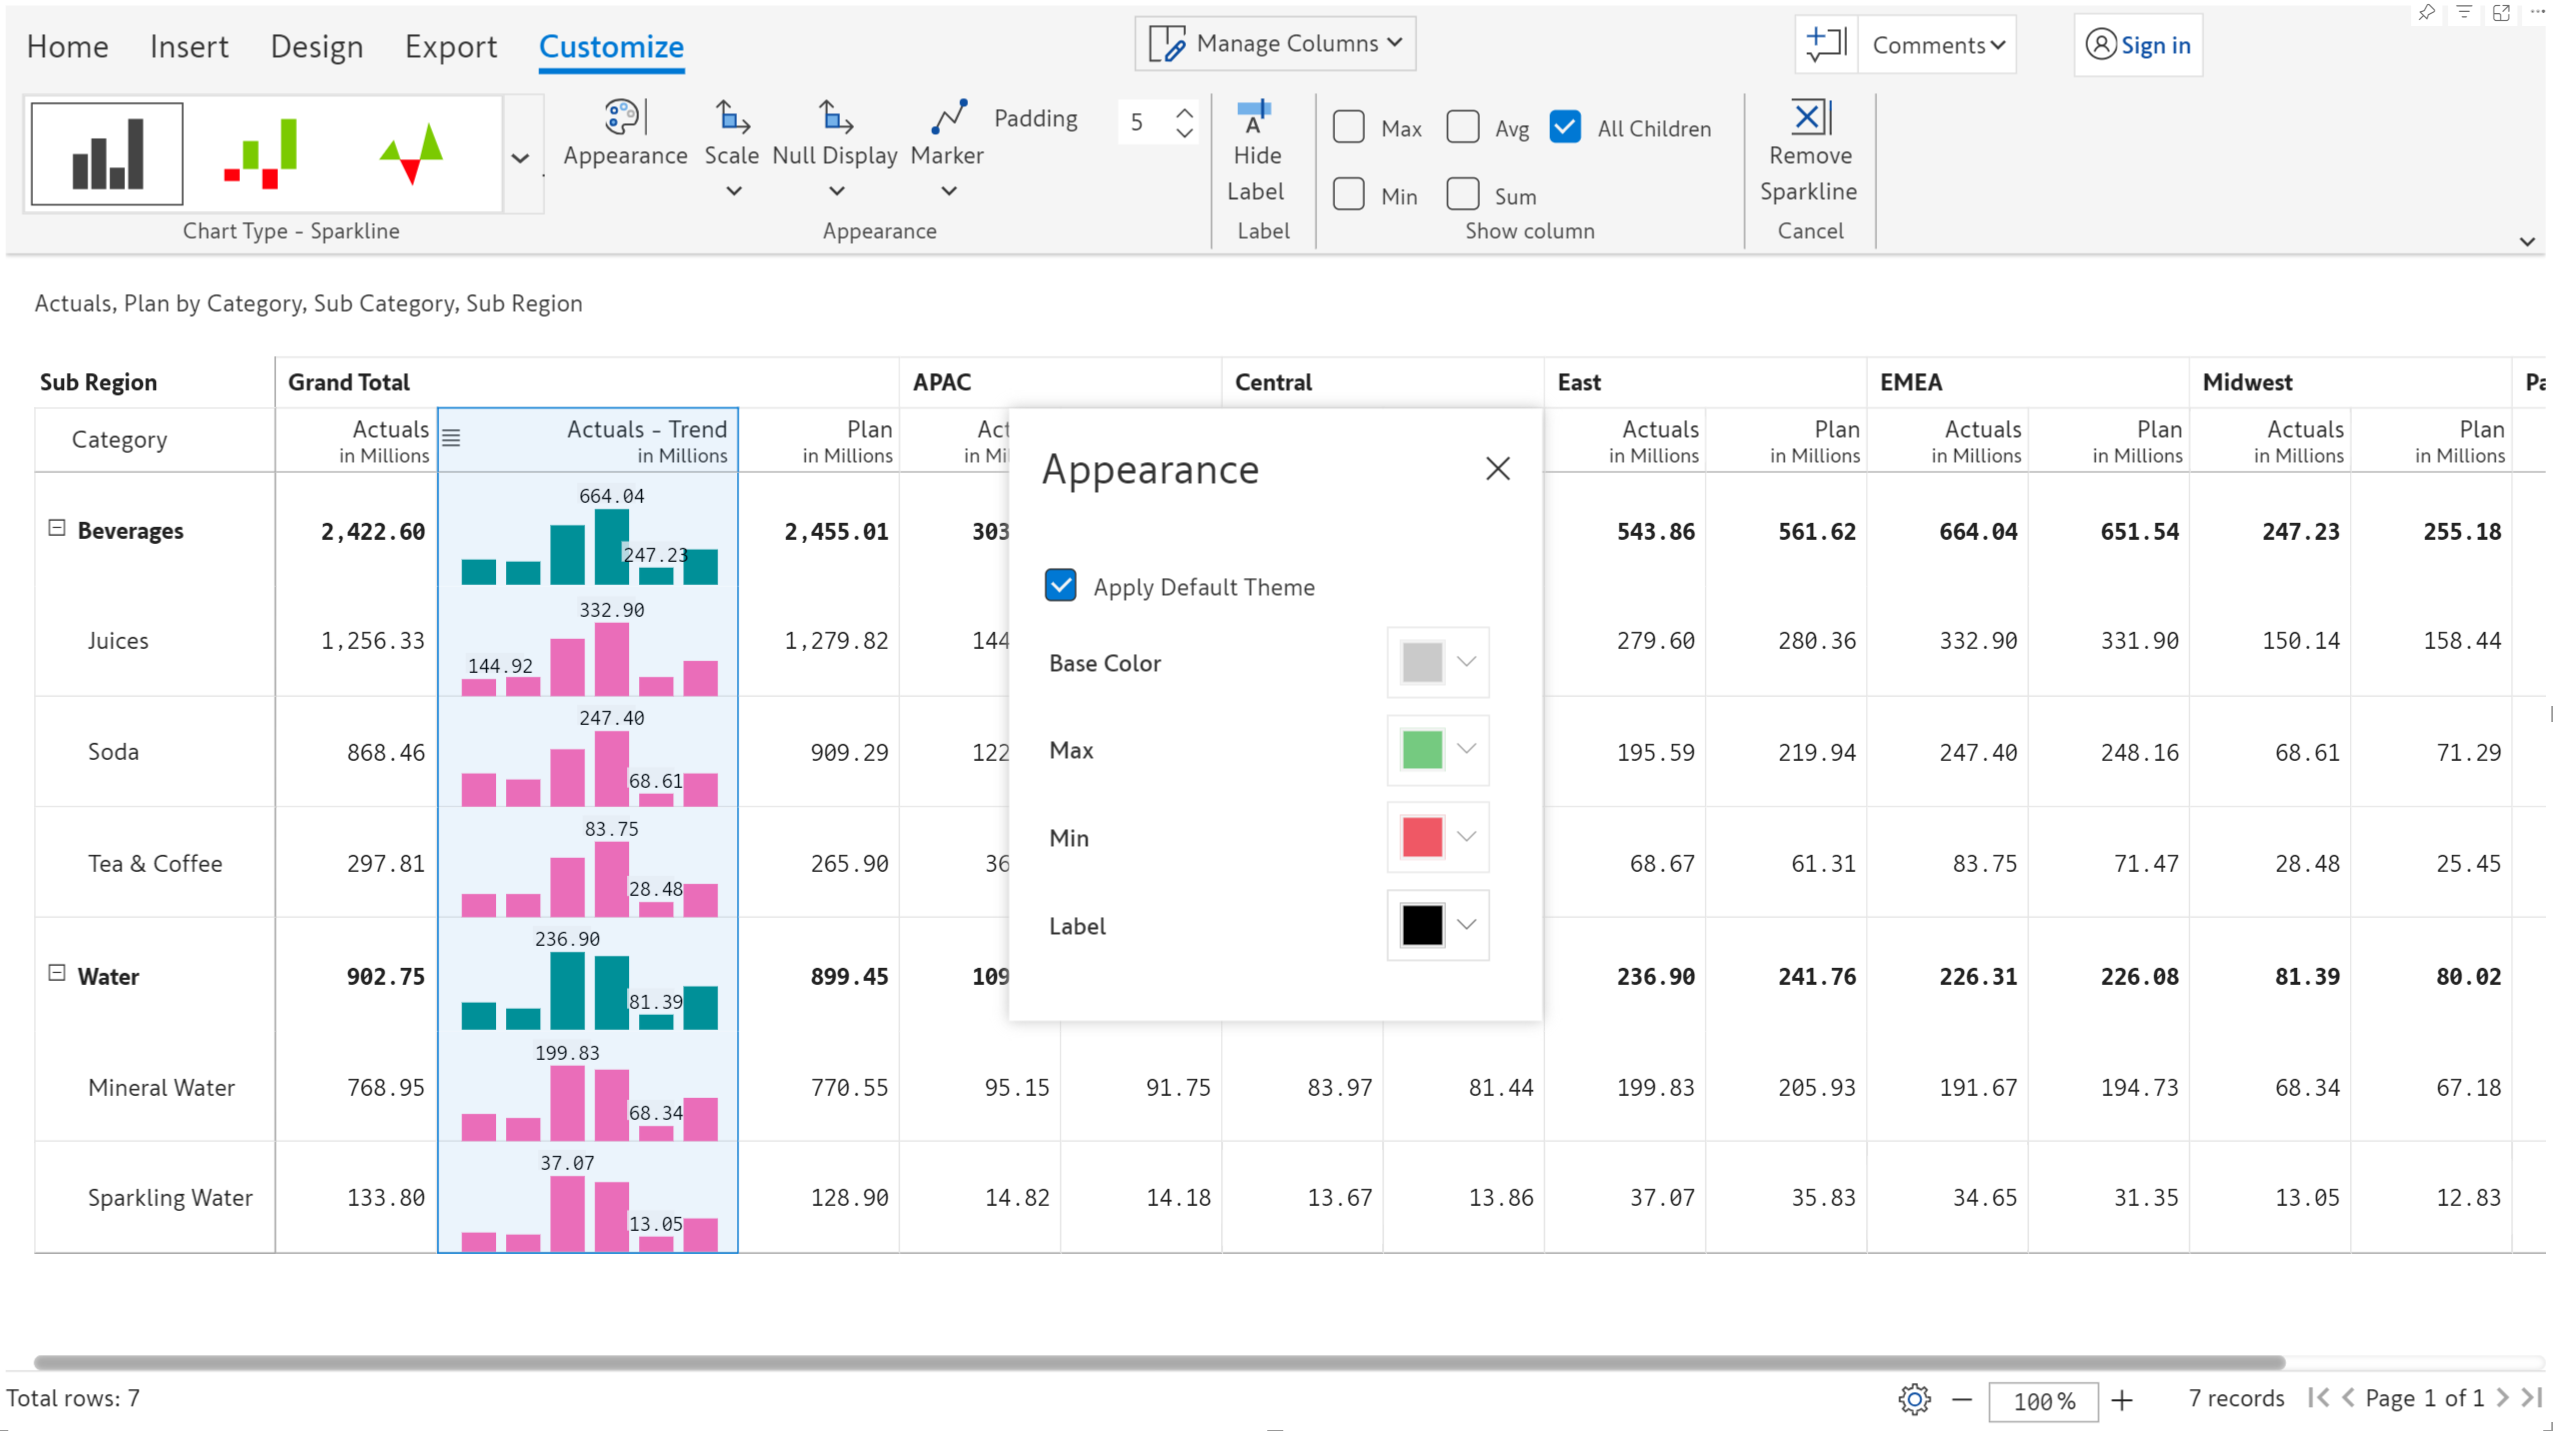 Home Insert Design Export Customize Manage Columns Comments Sign in
Appearance Scale Null Display Marker Padding 5 Hide Label Max Avg All Children Min Sum Remove Sparkline
Chart Type - Sparkline Appearance Label Show column Cancel
Actuals, Plan by Category, Sub Category, Sub Region
Sub Region Grand Total APAC Central East EMEA Midwest Pa
Category Actuals Actuals - Trend Plan Act Actuals Plan Actuals Plan Actuals Plan
in Millions in Millions in Millions in Mi in Millions in Millions in Millions in Millions in Millions in Millions
Beverages 2,422.60 664.04 247.23 2,455.01 303 543.86 561.62 664.04 651.54 247.23 255.18
Juices 1,256.33 332.90 144.92 1,279.82 144 279.60 280.36 332.90 331.90 150.14 158.44
Soda 868.46 247.40 68.61 909.29 122 195.59 219.94 247.40 248.16 68.61 71.29
Tea & Coffee 297.81 83.75 28.48 265.90 36 68.67 61.31 83.75 71.47 28.48 25.45
Water 902.75 236.90 81.39 899.45 109 236.90 241.76 226.31 226.08 81.39 80.02
Mineral Water 768.95 199.83 68.34 770.55 95.15 91.75 83.97 81.44 199.83 205.93 191.67 194.73 68.34 67.18
Sparkling Water 133.80 37.07 13.05 128.90 14.82 14.18 13.67 13.86 37.07 35.83 34.65 31.35 13.05 12.83
Appearance
Apply Default Theme
Base Color
Max
Min
Label
Total rows: 7 100% 7 records Page 1 of 1